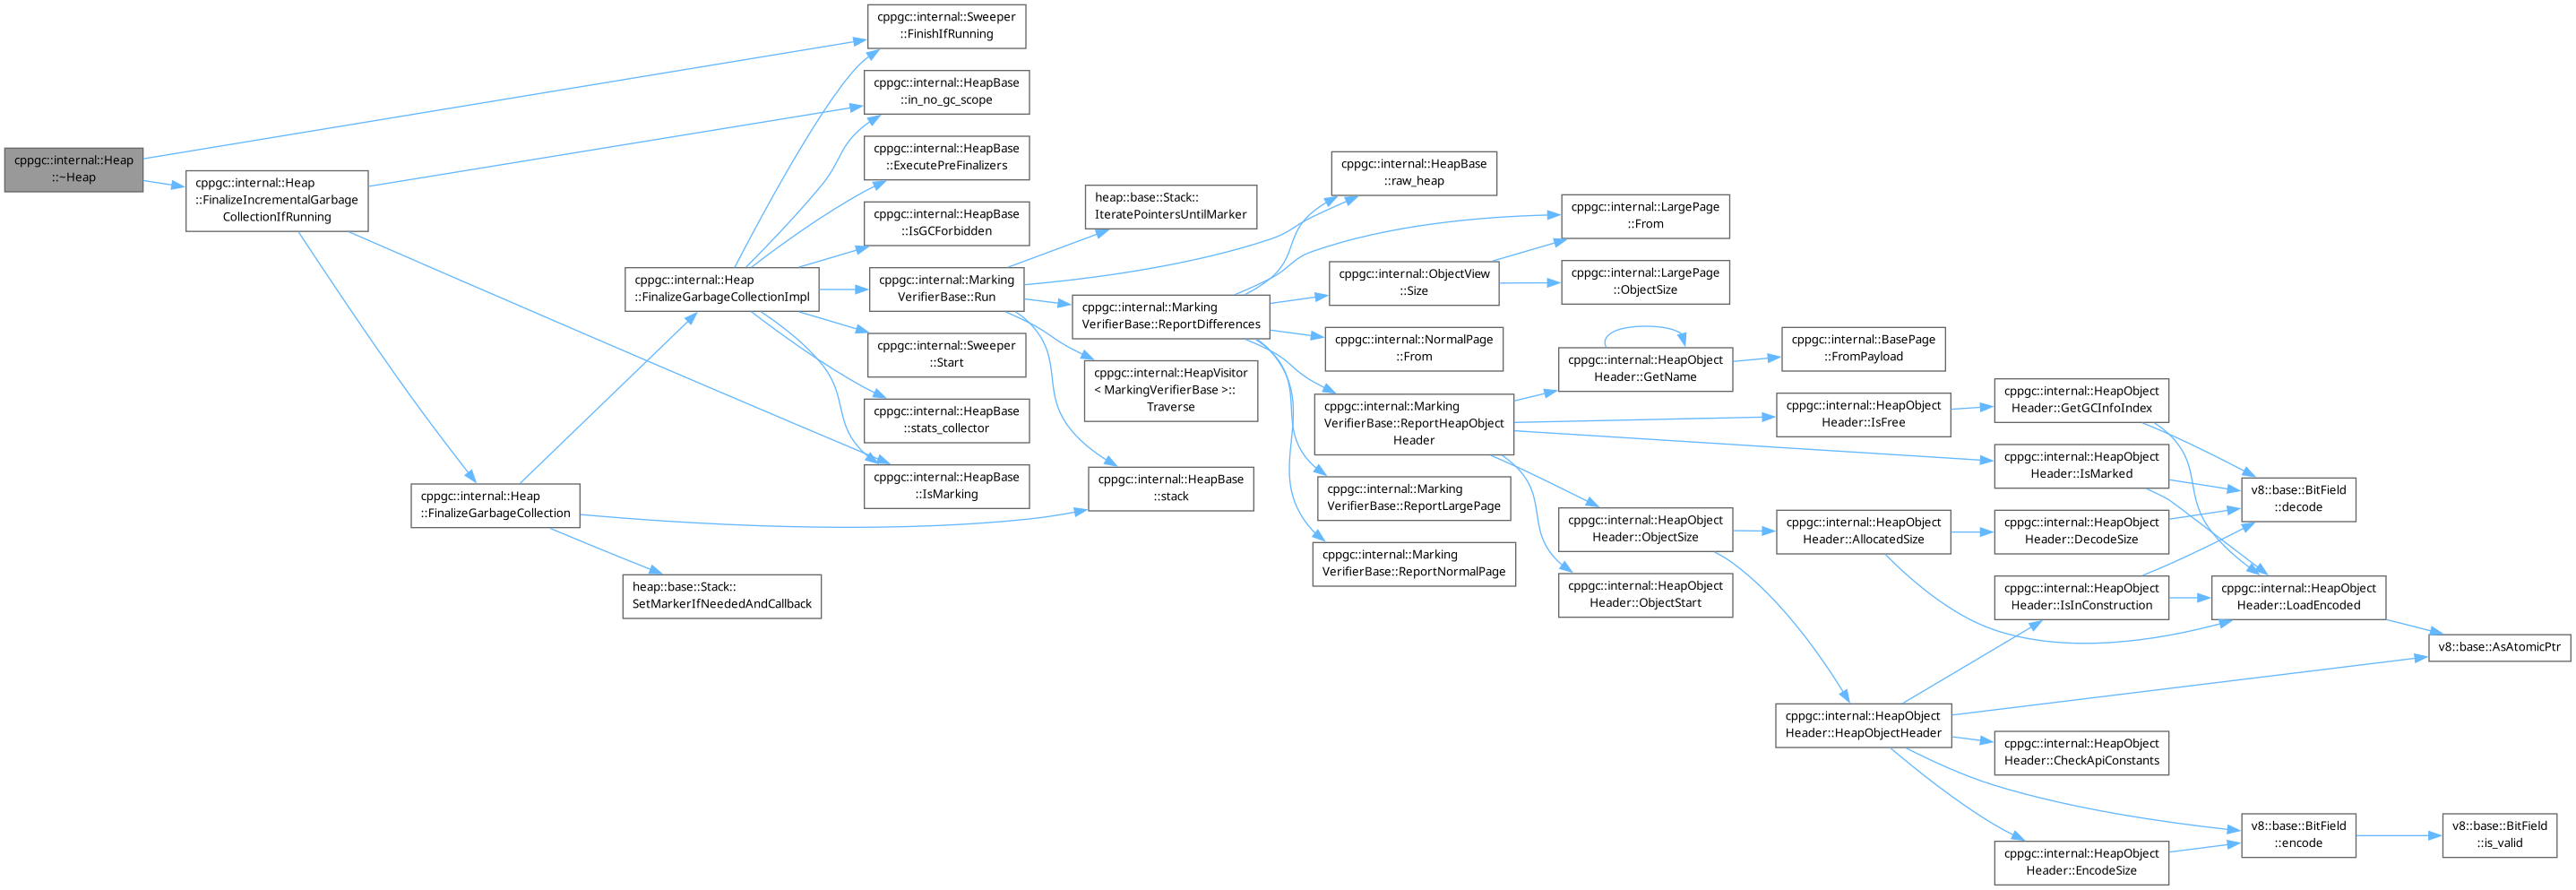 cppgc::internal::Heap
::~Heap
cppgc::internal::Heap
::FinalizeIncrementalGarbage
CollectionIfRunning
cppgc::internal::Heap
::FinalizeGarbageCollection
cppgc::internal::Heap
::FinalizeGarbageCollectionImpl
heap::base::Stack::
SetMarkerIfNeededAndCallback
cppgc::internal::Sweeper
::FinishIfRunning
cppgc::internal::HeapBase
::in_no_gc_scope
cppgc::internal::HeapBase
::ExecutePreFinalizers
cppgc::internal::HeapBase
::IsGCForbidden
cppgc::internal::Marking
VerifierBase::Run
cppgc::internal::Sweeper
::Start
cppgc::internal::HeapBase
::stats_collector
cppgc::internal::HeapBase
::IsMarking
heap::base::Stack::
IteratePointersUntilMarker
cppgc::internal::Marking
VerifierBase::ReportDifferences
cppgc::internal::HeapVisitor
< MarkingVerifierBase >::
Traverse
cppgc::internal::HeapBase
::stack
cppgc::internal::HeapBase
::raw_heap
cppgc::internal::ObjectView
::Size
cppgc::internal::NormalPage
::From
cppgc::internal::Marking
VerifierBase::ReportHeapObject
Header
cppgc::internal::Marking
VerifierBase::ReportLargePage
cppgc::internal::Marking
VerifierBase::ReportNormalPage
cppgc::internal::LargePage
::From
cppgc::internal::LargePage
::ObjectSize
cppgc::internal::HeapObject
Header::GetName
cppgc::internal::HeapObject
Header::ObjectSize
cppgc::internal::HeapObject
Header::ObjectStart
cppgc::internal::BasePage
::FromPayload
cppgc::internal::HeapObject
Header::IsFree
cppgc::internal::HeapObject
Header::AllocatedSize
cppgc::internal::HeapObject
Header::HeapObjectHeader
cppgc::internal::HeapObject
Header::GetGCInfoIndex
cppgc::internal::HeapObject
Header::IsMarked
cppgc::internal::HeapObject
Header::DecodeSize
cppgc::internal::HeapObject
Header::IsInConstruction
cppgc::internal::HeapObject
Header::CheckApiConstants
cppgc::internal::HeapObject
Header::EncodeSize
v8::base::BitField
::decode
cppgc::internal::HeapObject
Header::LoadEncoded
v8::base::BitField
::encode
v8::base::AsAtomicPtr
v8::base::BitField
::is_valid